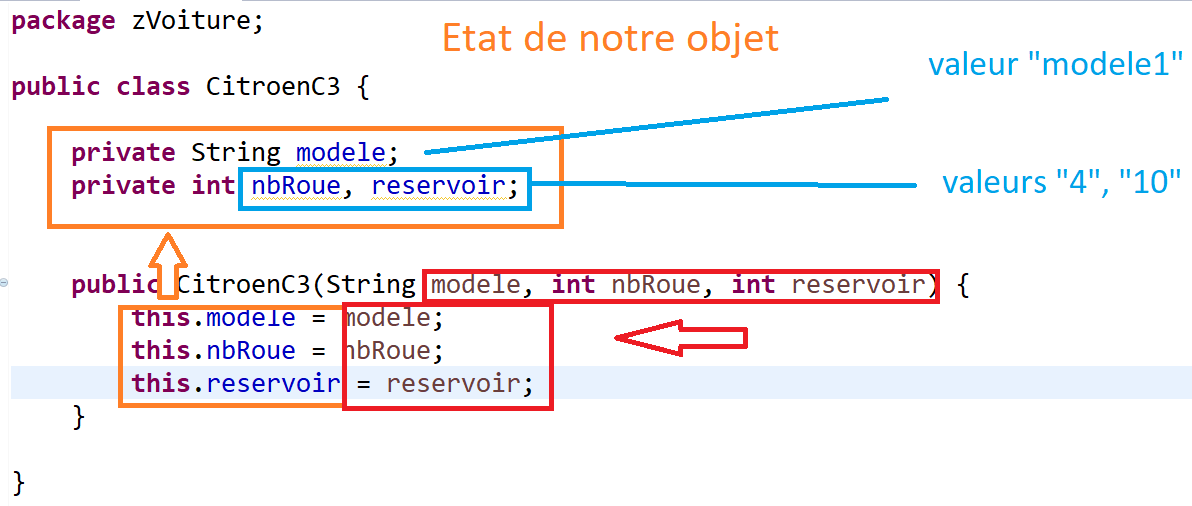 package zVoiture;
Etat de notre objet
valeur "modele1"
public class CitroenC3 {
private String modele;
private int nbRoue, reservoir;
valeurs "4", "10"
public CitroenC3(String modele, int nbRoue, int reservoir) {
this.modele = modele;
this.nbRoue = nbRoue;
this.reservoir = reservoir;
}
}